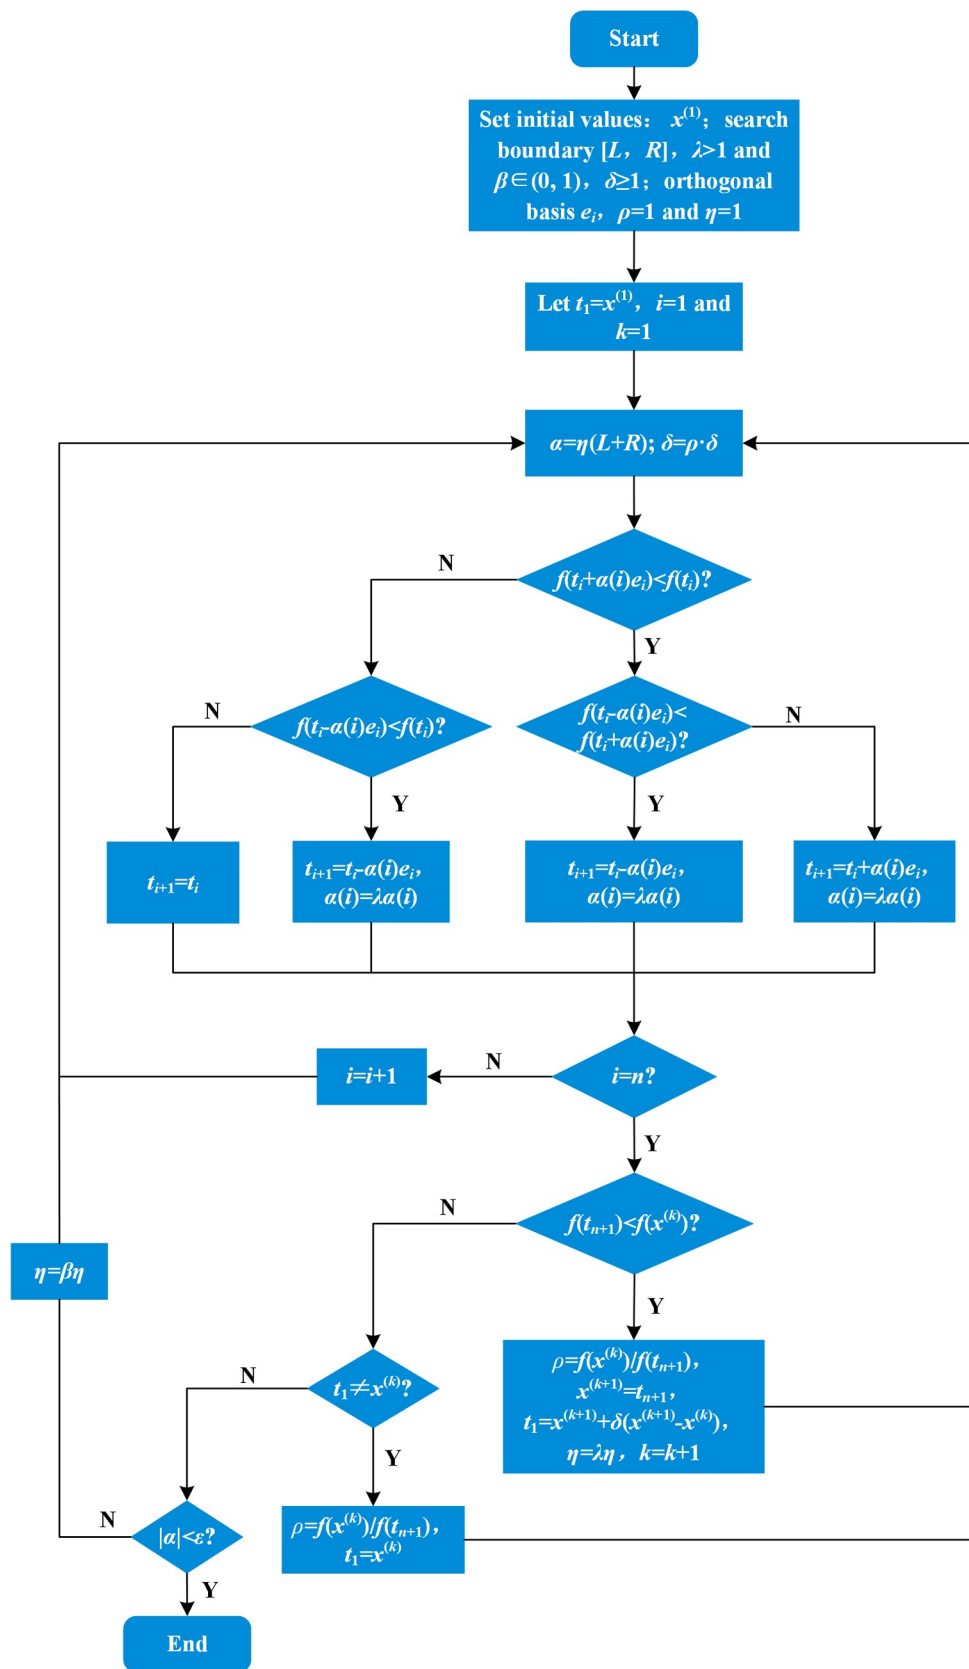 Start
Set initial values： x⁽¹⁾；search
boundary [L，R]，λ>1 and
β∈(0, 1)，δ≥1；orthogonal
basis eᵢ，ρ=1 and η=1
Let t₁=x⁽¹⁾，i=1 and
k=1
α=η(L+R); δ=ρ·δ
f(tᵢ+α(i)eᵢ)<f(tᵢ)?
N
Y
f(tᵢ-α(i)eᵢ)<f(tᵢ)?
N
Y
f(tᵢ-α(i)eᵢ)<
f(tᵢ+α(i)eᵢ)?
N
Y
tᵢ₊₁=tᵢ
tᵢ₊₁=tᵢ-α(i)eᵢ，
α(i)=λα(i)
tᵢ₊₁=tᵢ-α(i)eᵢ，
α(i)=λα(i)
tᵢ₊₁=tᵢ+α(i)eᵢ，
α(i)=λα(i)
i=n?
N
i=i+1
Y
f(tₙ₊₁)<f(x⁽ᵏ⁾)?
N
Y
η=βη
ρ=f(x⁽ᵏ⁾)/f(tₙ₊₁)，
x⁽ᵏ⁺¹⁾=tₙ₊₁，
t₁=x⁽ᵏ⁺¹⁾+δ(x⁽ᵏ⁺¹⁾-x⁽ᵏ⁾)，
η=λη，k=k+1
t₁≠x⁽ᵏ⁾?
N
Y
ρ=f(x⁽ᵏ⁾)/f(tₙ₊₁)，
t₁=x⁽ᵏ⁾
|α|<ε?
N
Y
End